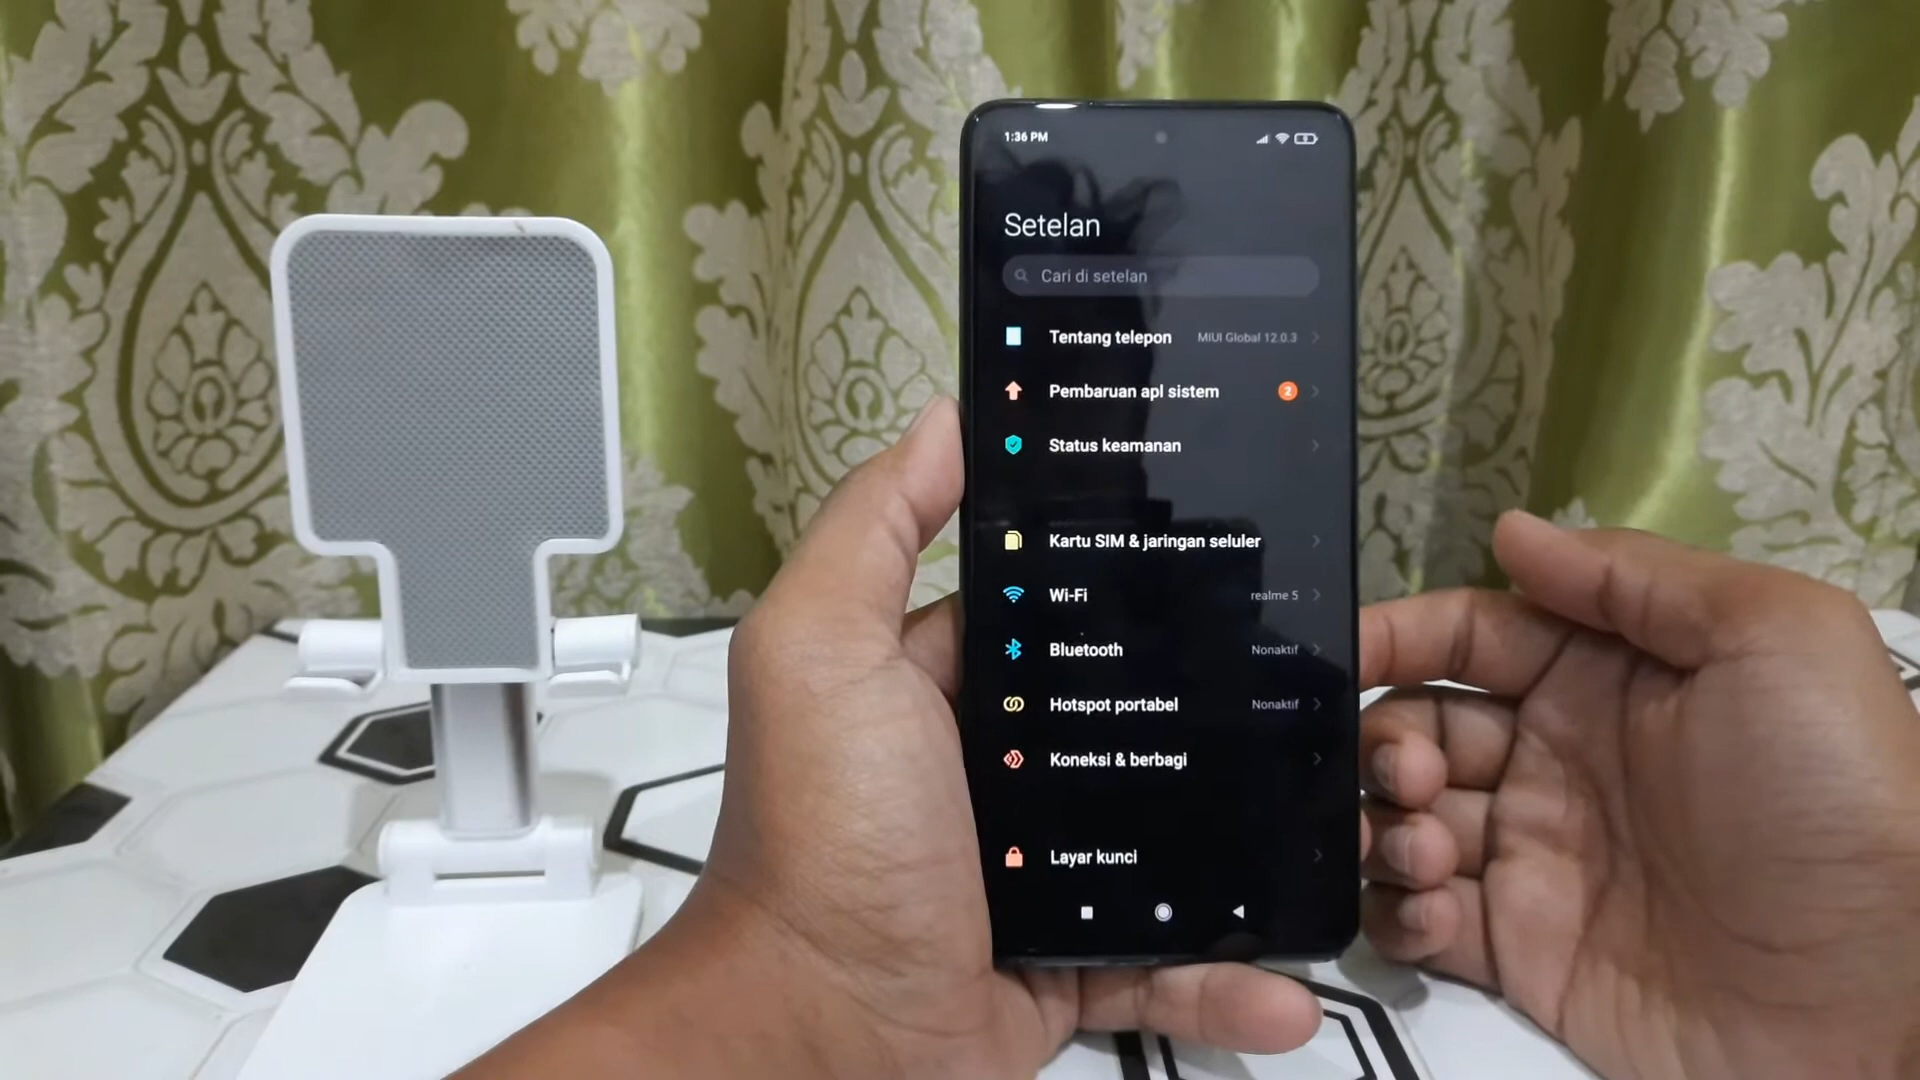 1:36 PM
Setelan
Cari di setelan
Tentang telepon MIUI Global 12.0.3
Pembaruan apl sistem 2
Status keamanan
Kartu SIM & jaringan seluler
Wi-Fi realme 5
Bluetooth Nonaktif
Hotspot portabel Nonaktif
Koneksi & berbagi
Layar kunci